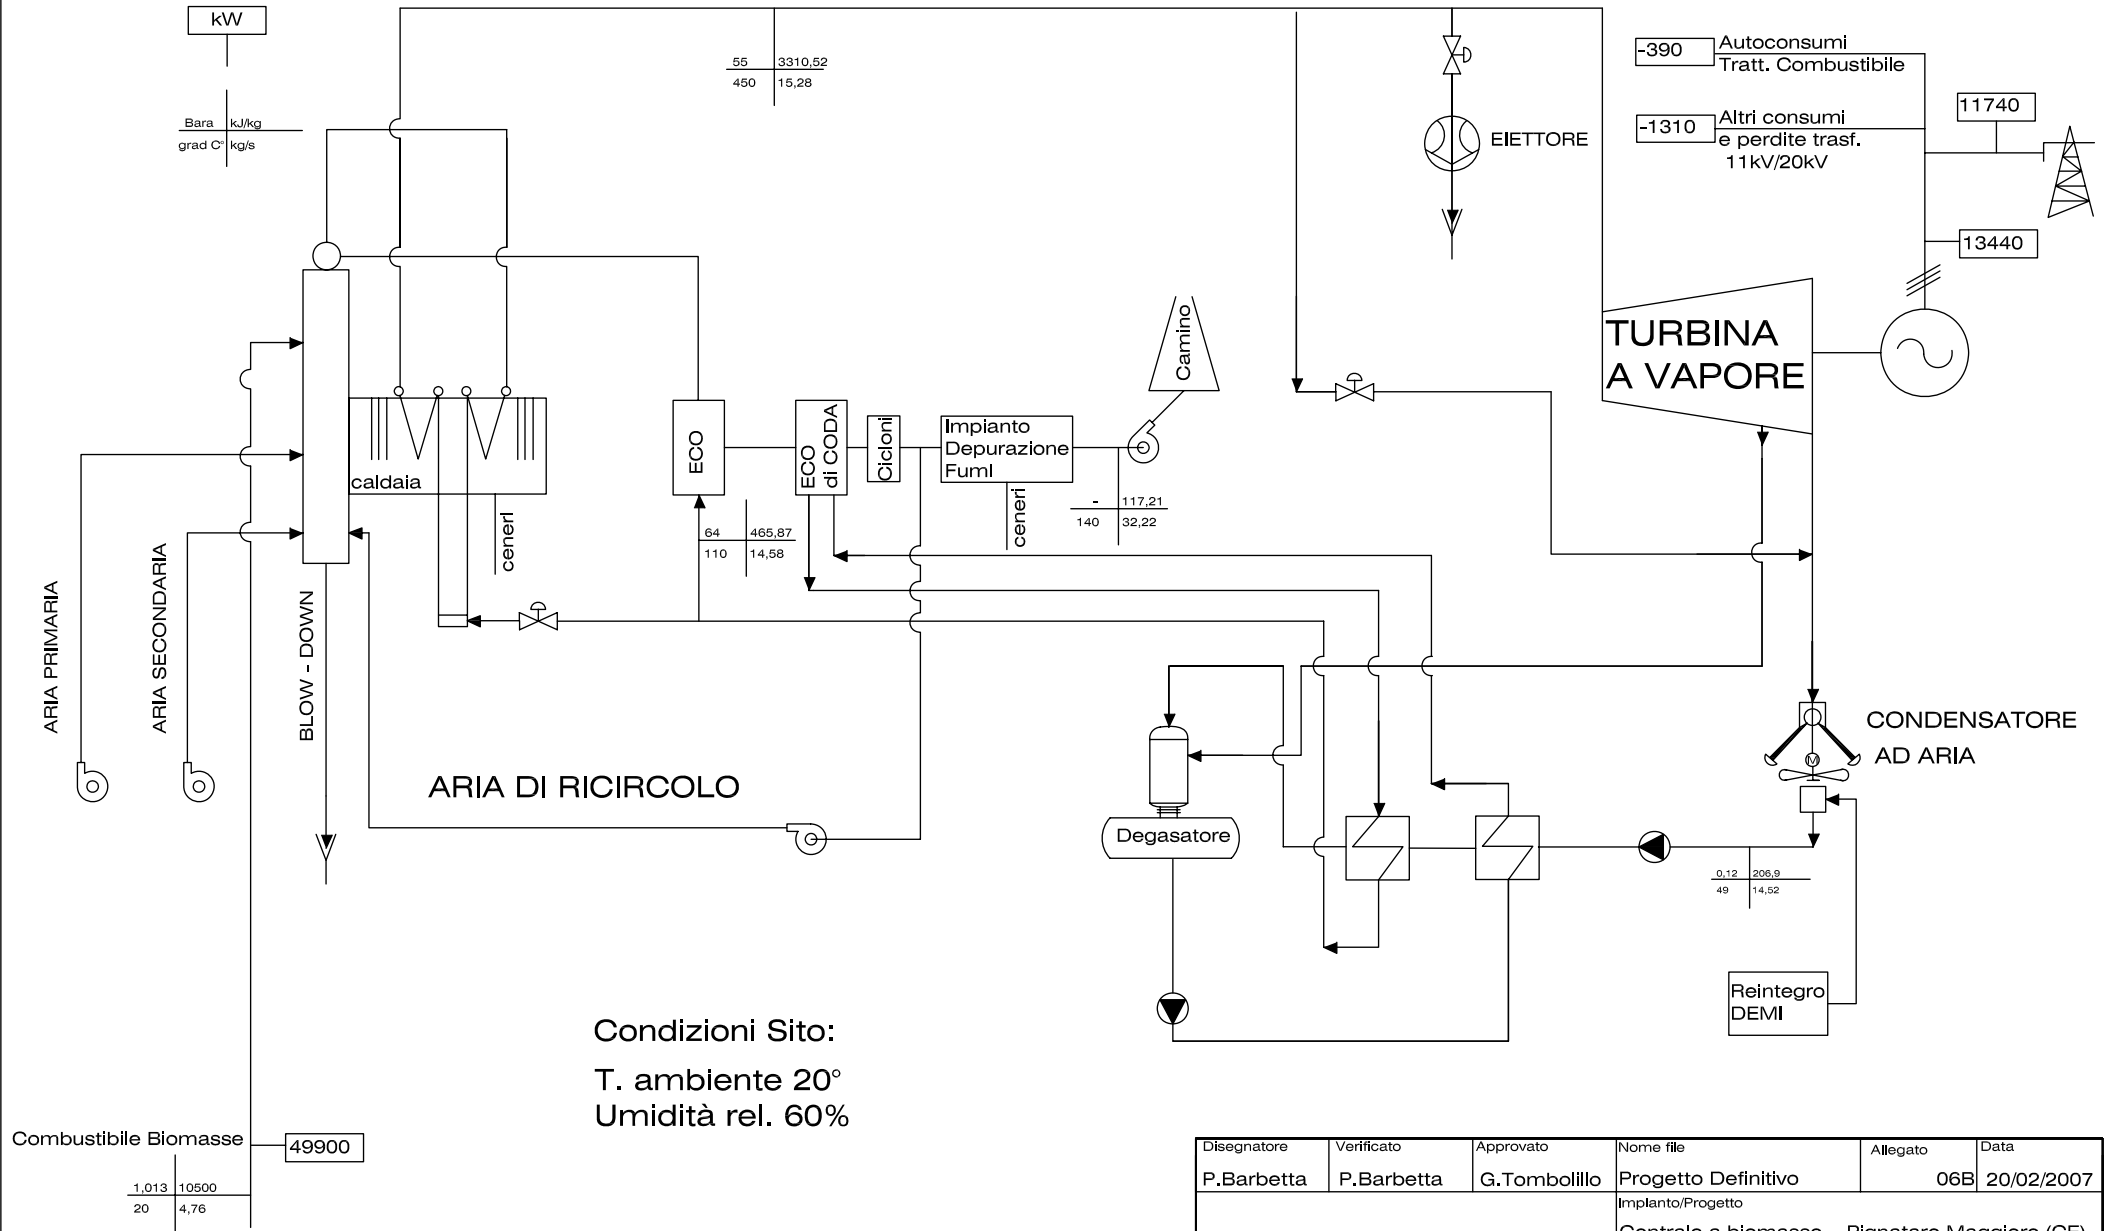 kW
Bara kJ/kg
grad C° kg/s
55 3310,52
450 15,28
EIETTORE
-390 Autoconsumi
Tratt. Combustibile
-1310 Altri consumi
e perdite trasf.
11kV/20kV
11740
13440
TURBINA
A VAPORE
Camino
caldaia
ceneri
ECO
ECO
di CODA
Cicloni
Impianto
Depurazione
Fumi
ceneri
- 117,21
140 32,22
64 465,87
110 14,58
ARIA PRIMARIA
ARIA SECONDARIA
BLOW - DOWN
ARIA DI RICIRCOLO
Degasatore
CONDENSATORE
AD ARIA
M
0,12 206,9
49 14,52
Reintegro
DEMI
Condizioni Sito:
T. ambiente 20°
Umidità rel. 60%
Combustibile Biomasse
49900
1,013 10500
20 4,76
Disegnatore Verificato Approvato Nome file Allegato Data
P.Barbetta P.Barbetta G.Tombolillo Progetto Definitivo 06B 20/02/2007
Impianto/Progetto
Centrale a biomasse - Pignataro Maggiore (CE)